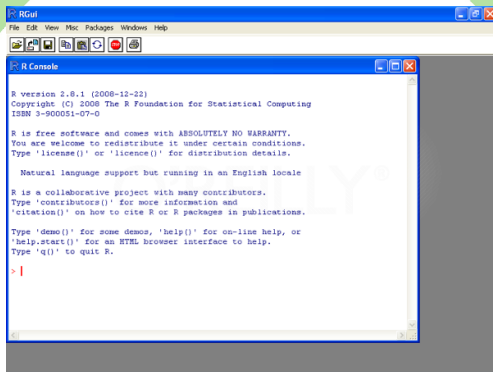 RGui
File Edit View Misc Packages Windows Help
STOP
R Console
R version 2.8.1 (2008-12-22)
Copyright (C) 2008 The R Foundation for Statistical Computing
ISBN 3-900051-07-0
R is free software and comes with ABSOLUTELY NO WARRANTY.
You are welcome to redistribute it under certain conditions.
Type 'license()' or 'licence()' for distribution details.
Natural language support but running in an English locale
R is a collaborative project with many contributors.
Type 'contributors()' for more information and
'citation()' on how to cite R or R packages in publications.
Type 'demo()' for some demos, 'help()' for on-line help, or
'help.start()' for an HTML browser interface to help.
Type 'q()' to quit R.
>